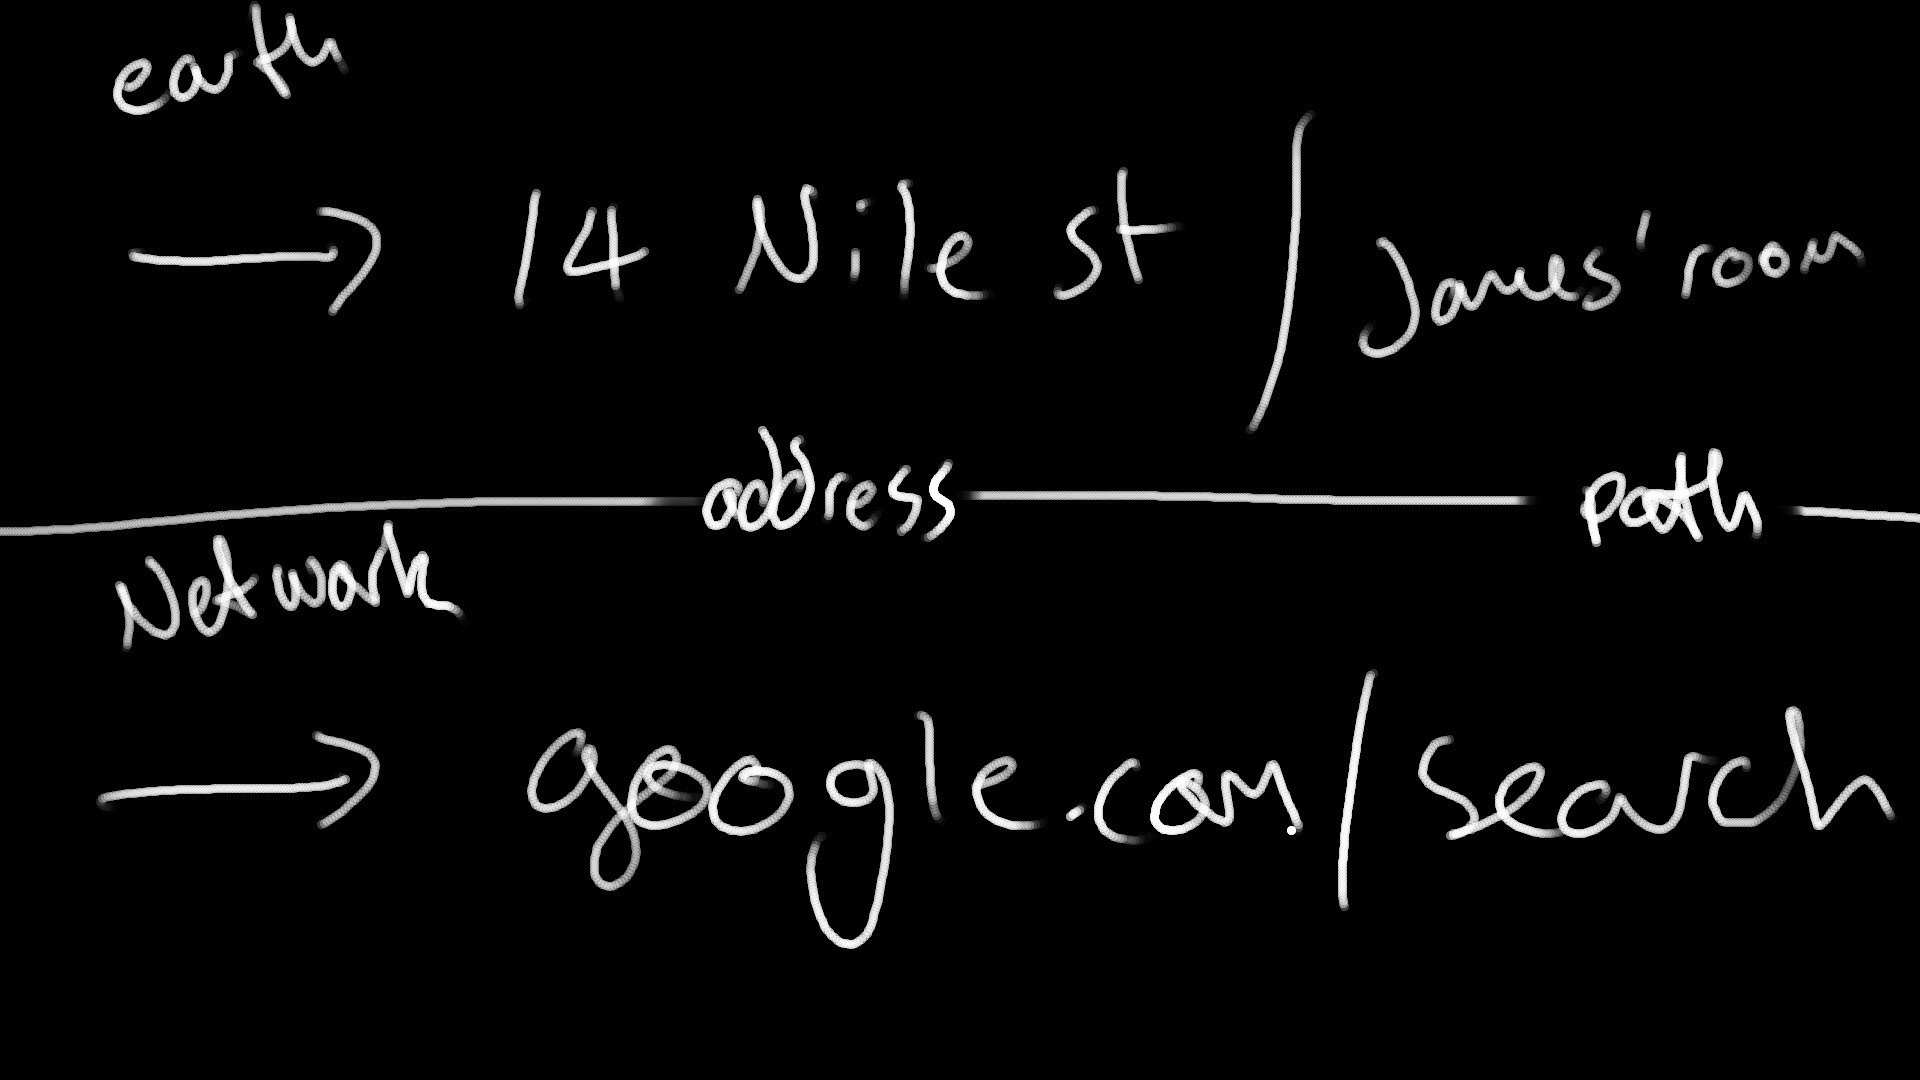 earth
→ 14 Nile st / James' room
address path
Network
→ google.com / search